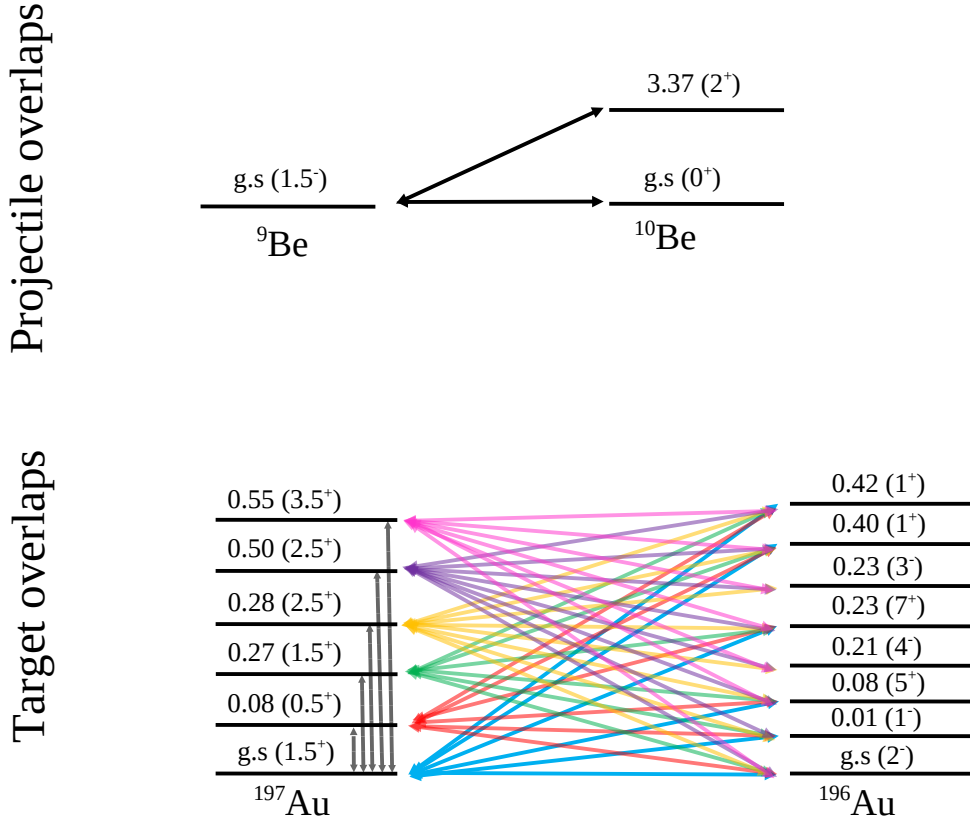 Projectile overlaps
3.37 (2⁺)
g.s (1.5⁻)
g.s (0⁺)
⁹Be
¹⁰Be
Target overlaps
0.55 (3.5⁺)
0.50 (2.5⁺)
0.28 (2.5⁺)
0.27 (1.5⁺)
0.08 (0.5⁺)
g.s (1.5⁺)
¹⁹⁷Au
0.42 (1⁺)
0.40 (1⁺)
0.23 (3⁻)
0.23 (7⁺)
0.21 (4⁻)
0.08 (5⁺)
0.01 (1⁻)
g.s (2⁻)
¹⁹⁶Au